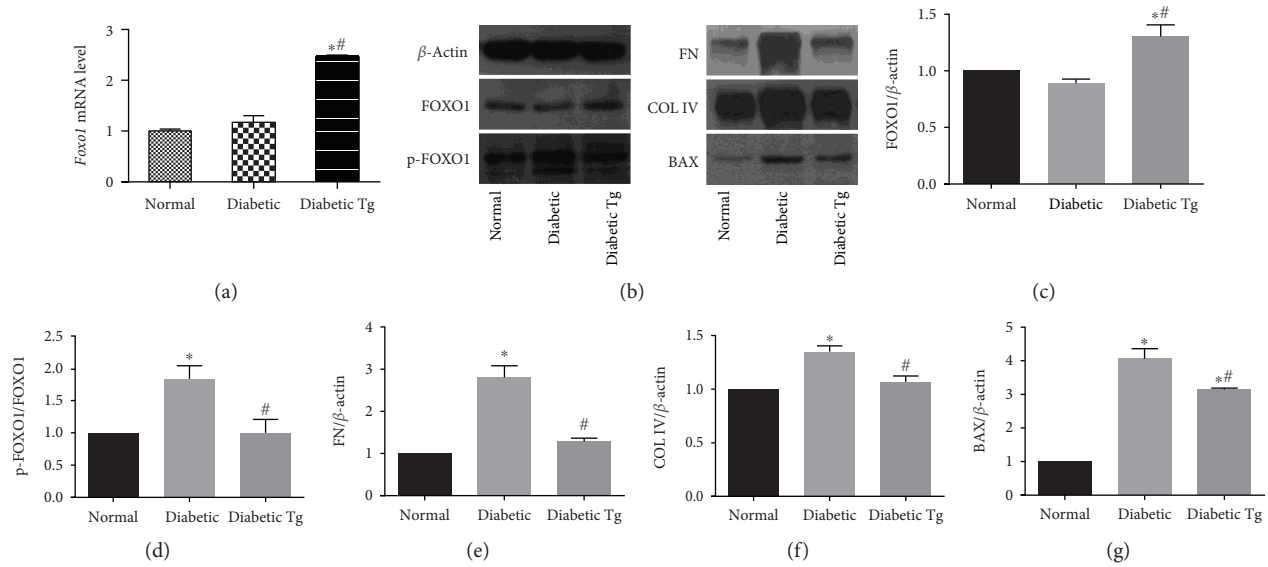 Foxo1 mRNA level
3
2
1
0
*#
Normal Diabetic Diabetic Tg
(a)
β-Actin
FOXO1
p-FOXO1
Normal
Diabetic
Diabetic Tg
FN
COL IV
BAX
Normal
Diabetic
Diabetic Tg
(b)
FOXO1/β-actin
1.5
1.0
0.5
0.0
*#
Normal Diabetic Diabetic Tg
(c)
p-FOXO1/FOXO1
2.5
2.0
1.5
1.0
0.5
0.0
*
#
Normal Diabetic Diabetic Tg
(d)
FN/β-actin
4
3
2
1
0
*
#
Normal Diabetic Diabetic Tg
(e)
COL IV/β-actin
1.5
1.0
0.5
0.0
*
#
Normal Diabetic Diabetic Tg
(f)
BAX/β-actin
5
4
3
2
1
0
*
*#
Normal Diabetic Diabetic Tg
(g)